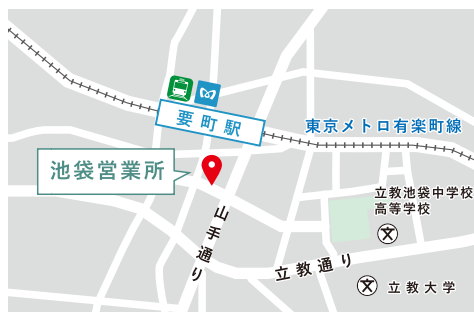 要町駅
東京メトロ有楽町線
池袋営業所
立教池袋中学校
高等学校
山手通り
立教通り
文
立教大学
文